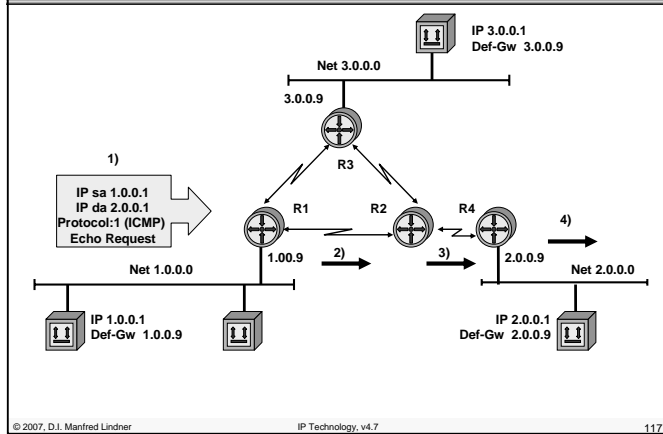 IP 3.0.0.1
Def-Gw 3.0.0.9
Net 3.0.0.0
3.0.0.9
R3
1)
IP sa 1.0.0.1
IP da 2.0.0.1
Protocol:1 (ICMP)
Echo Request
R1
R2
R4
4)
1.00.9
2)
3)
2.0.0.9
Net 1.0.0.0
Net 2.0.0.0
IP 1.0.0.1
Def-Gw 1.0.0.9
IP 2.0.0.1
Def-Gw 2.0.0.9
© 2007, D.I. Manfred Lindner
IP Technology, v4.7
117